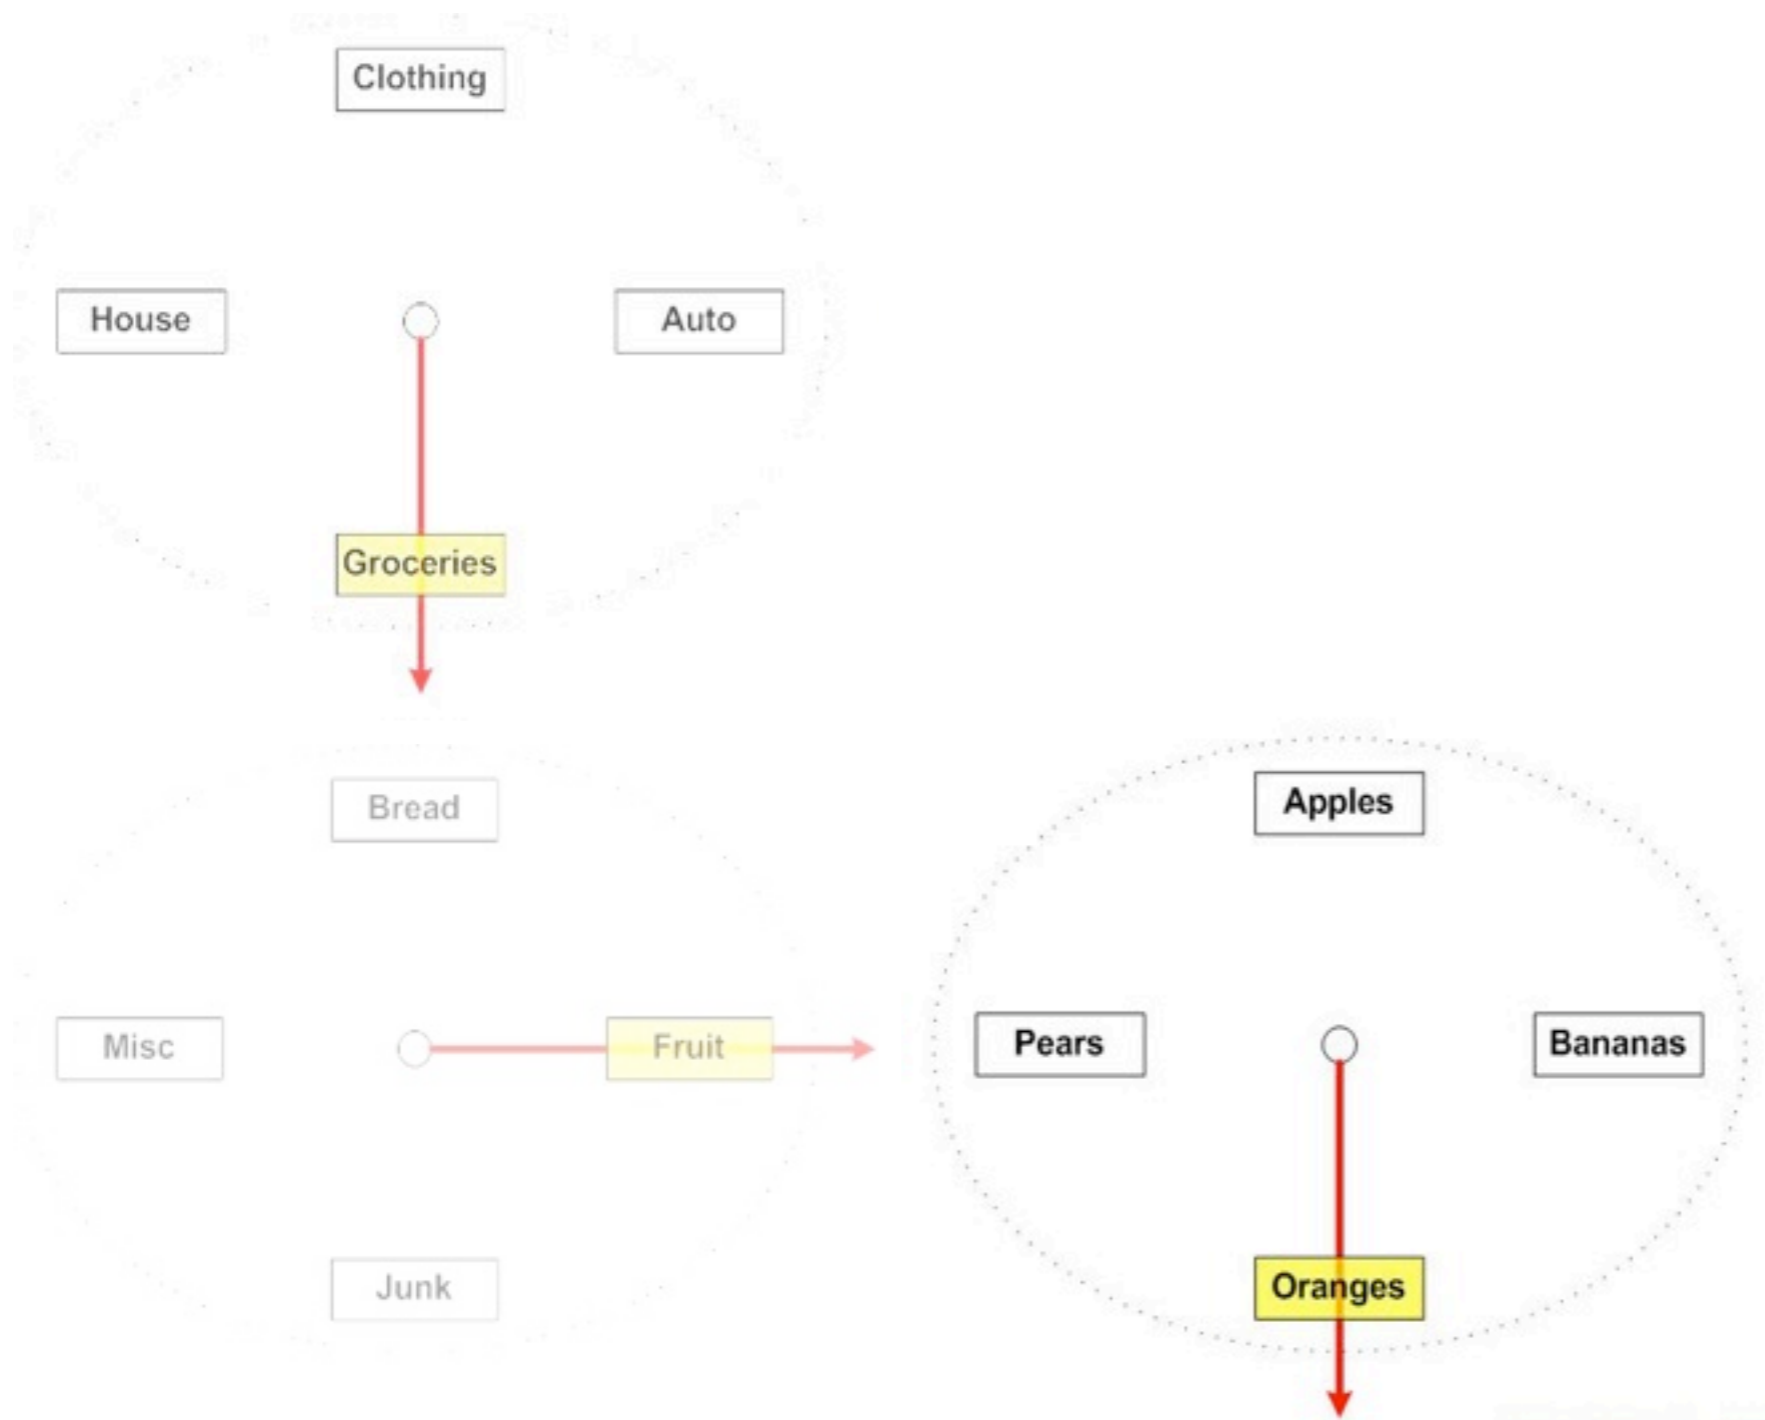 Clothing
House
Auto
Groceries
Bread
Misc
Fruit
Junk
Apples
Pears
Bananas
Oranges